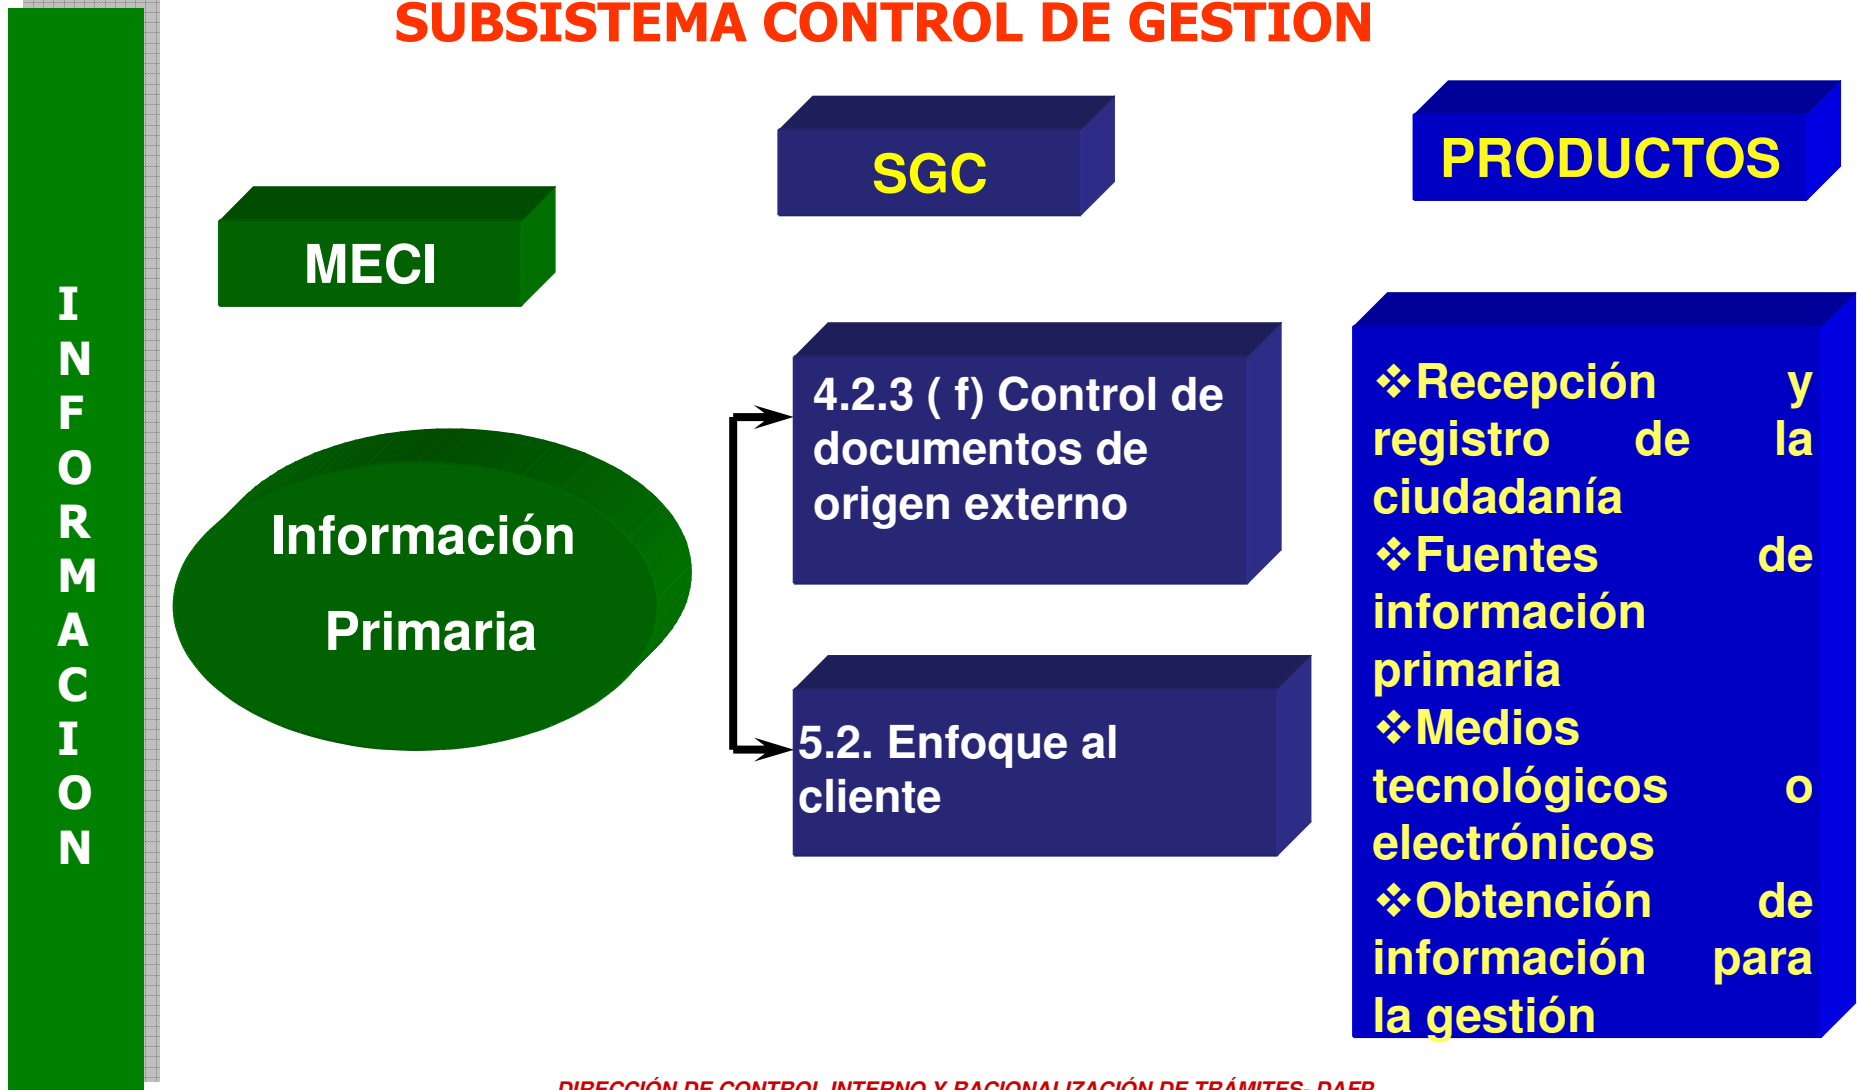 SUBSISTEMA CONTROL DE GESTION
I
N
F
O
R
M
A
C
I
O
N
MECI
SGC
PRODUCTOS
Información
Primaria
4.2.3 ( f) Control de
documentos de
origen externo
5.2. Enfoque al
cliente
❖Recepción y
registro de la
ciudadanía
❖Fuentes de
información
primaria
❖Medios
tecnológicos o
electrónicos
❖Obtención de
información para
la gestión
DIRECCIÓN DE CONTROL INTERNO Y RACIONALIZACIÓN DE TRÁMITES- DAFP